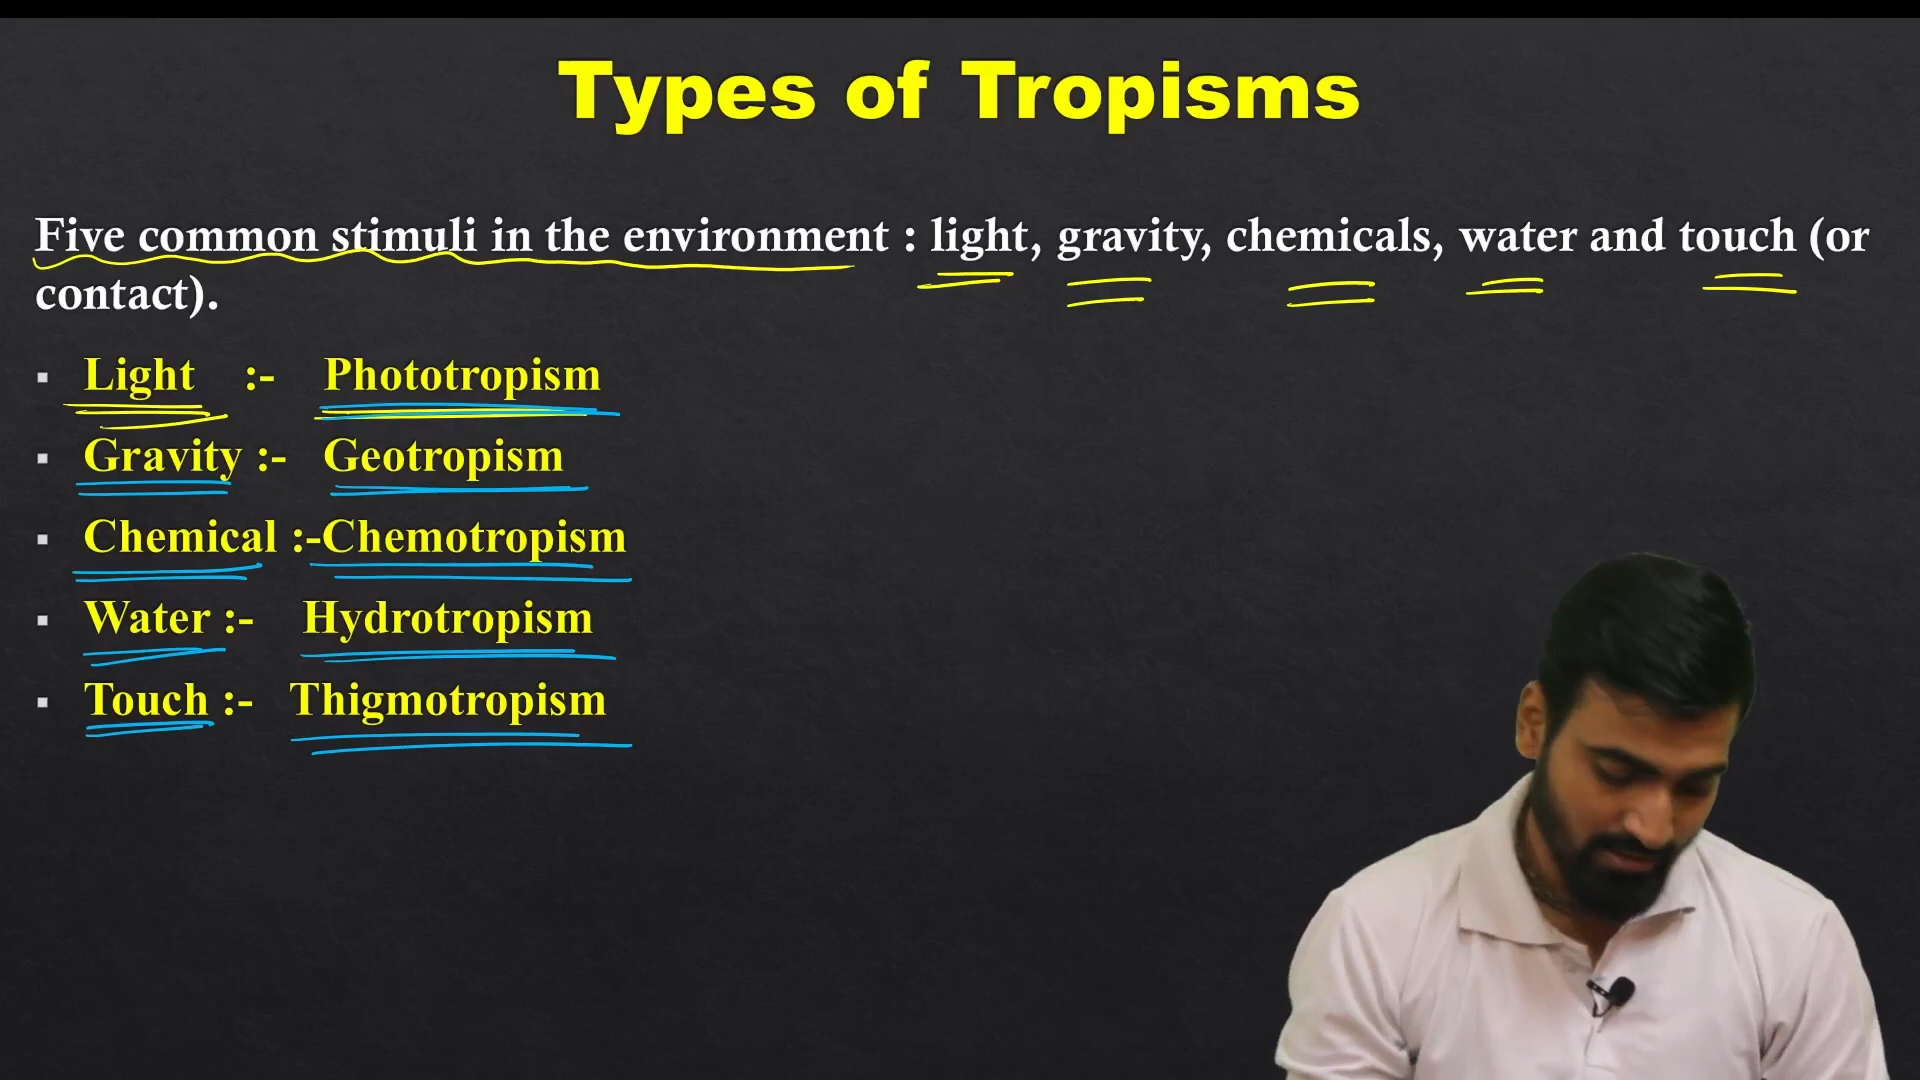 Types of Tropisms
Five common stimuli in the environment : light, gravity, chemicals, water and touch (or
contact).
▪ Light :- Phototropism
▪ Gravity :- Geotropism
▪ Chemical :-Chemotropism
▪ Water :- Hydrotropism
▪ Touch :- Thigmotropism